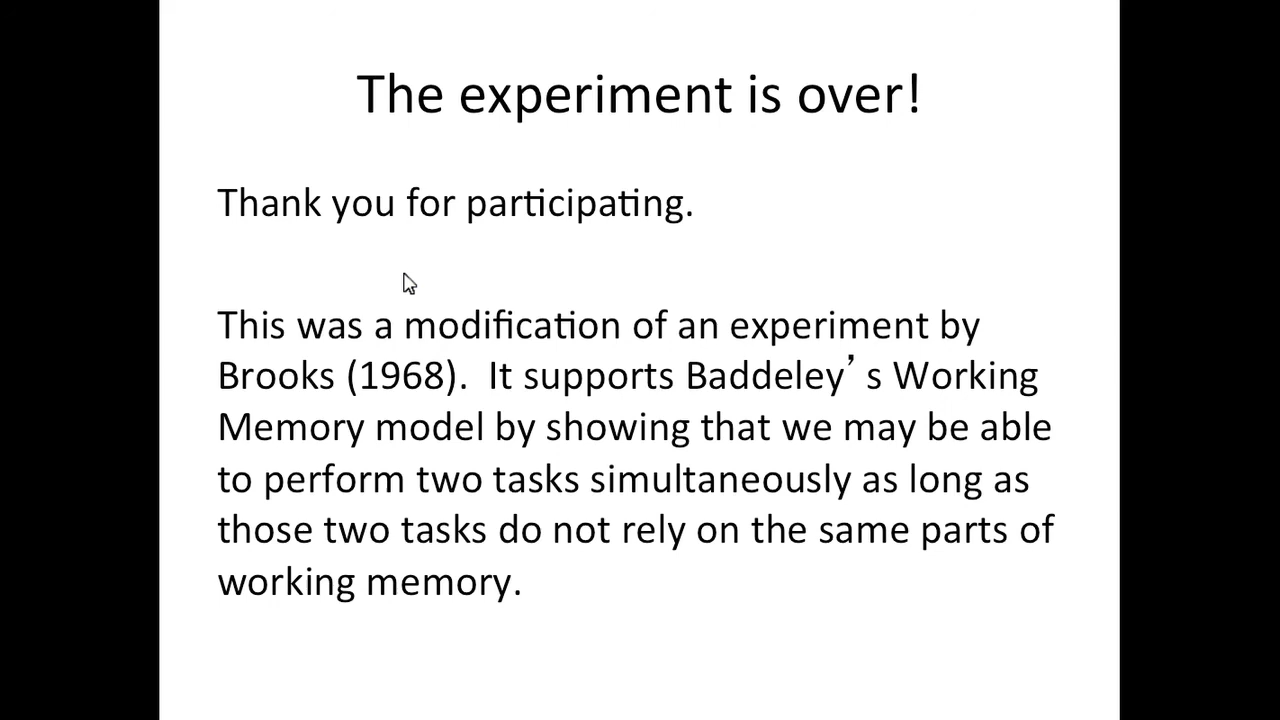 The experiment is over!
Thank you for participating.
This was a modification of an experiment by
Brooks (1968).  It supports Baddeley’s Working
Memory model by showing that we may be able
to perform two tasks simultaneously as long as
those two tasks do not rely on the same parts of
working memory.